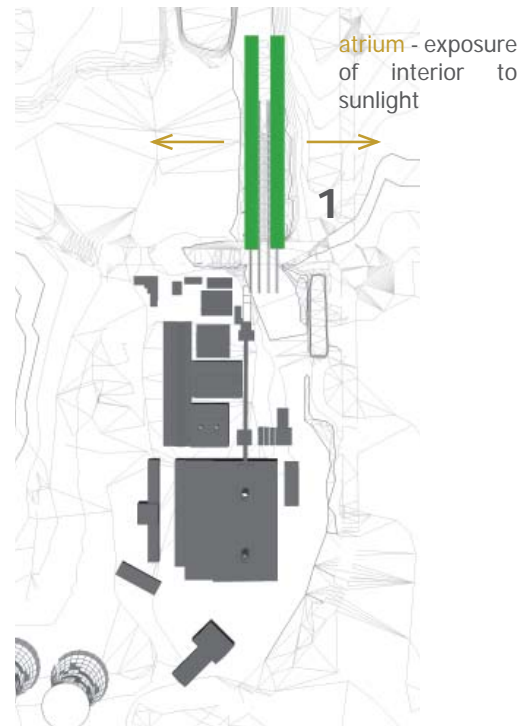 atrium - exposure
of interior to
sunlight
1